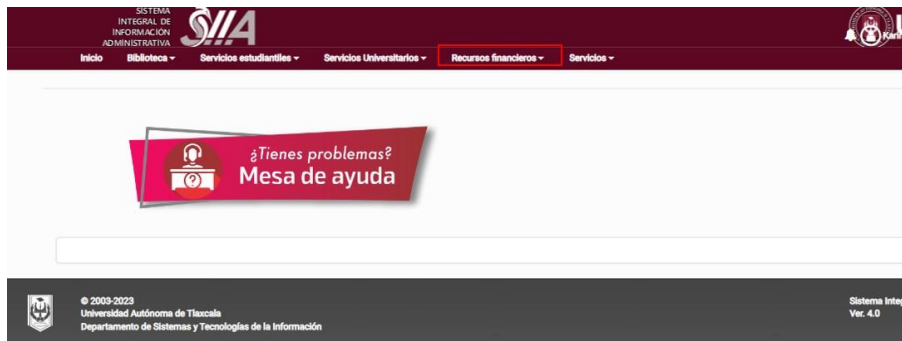 SISTEMA
INTEGRAL DE
INFORMACIÓN
ADMINISTRATIVA
SIIA
Inicio Biblioteca Servicios estudiantiles Servicios Universitarios Recursos financieros Servicios
¿Tienes problemas?
Mesa de ayuda
© 2003-2023
Universidad Autónoma de Tlaxcala
Departamento de Sistemas y Tecnologías de la Información
Sistema
Ver. 4.0